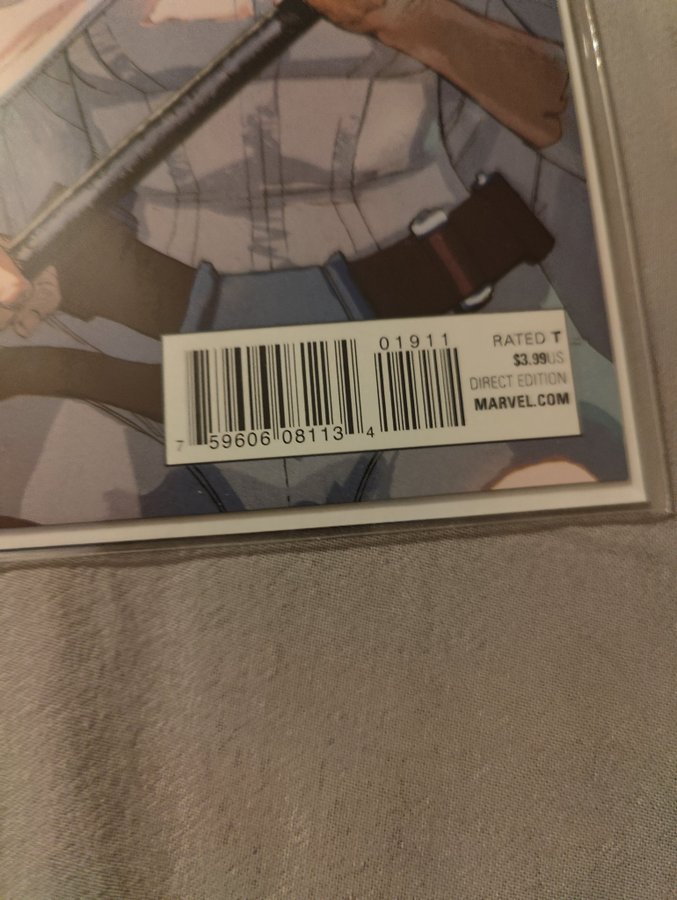 01911
7 59606 08113 4
RATED T
$3.99US
DIRECT EDITION
MARVEL.COM